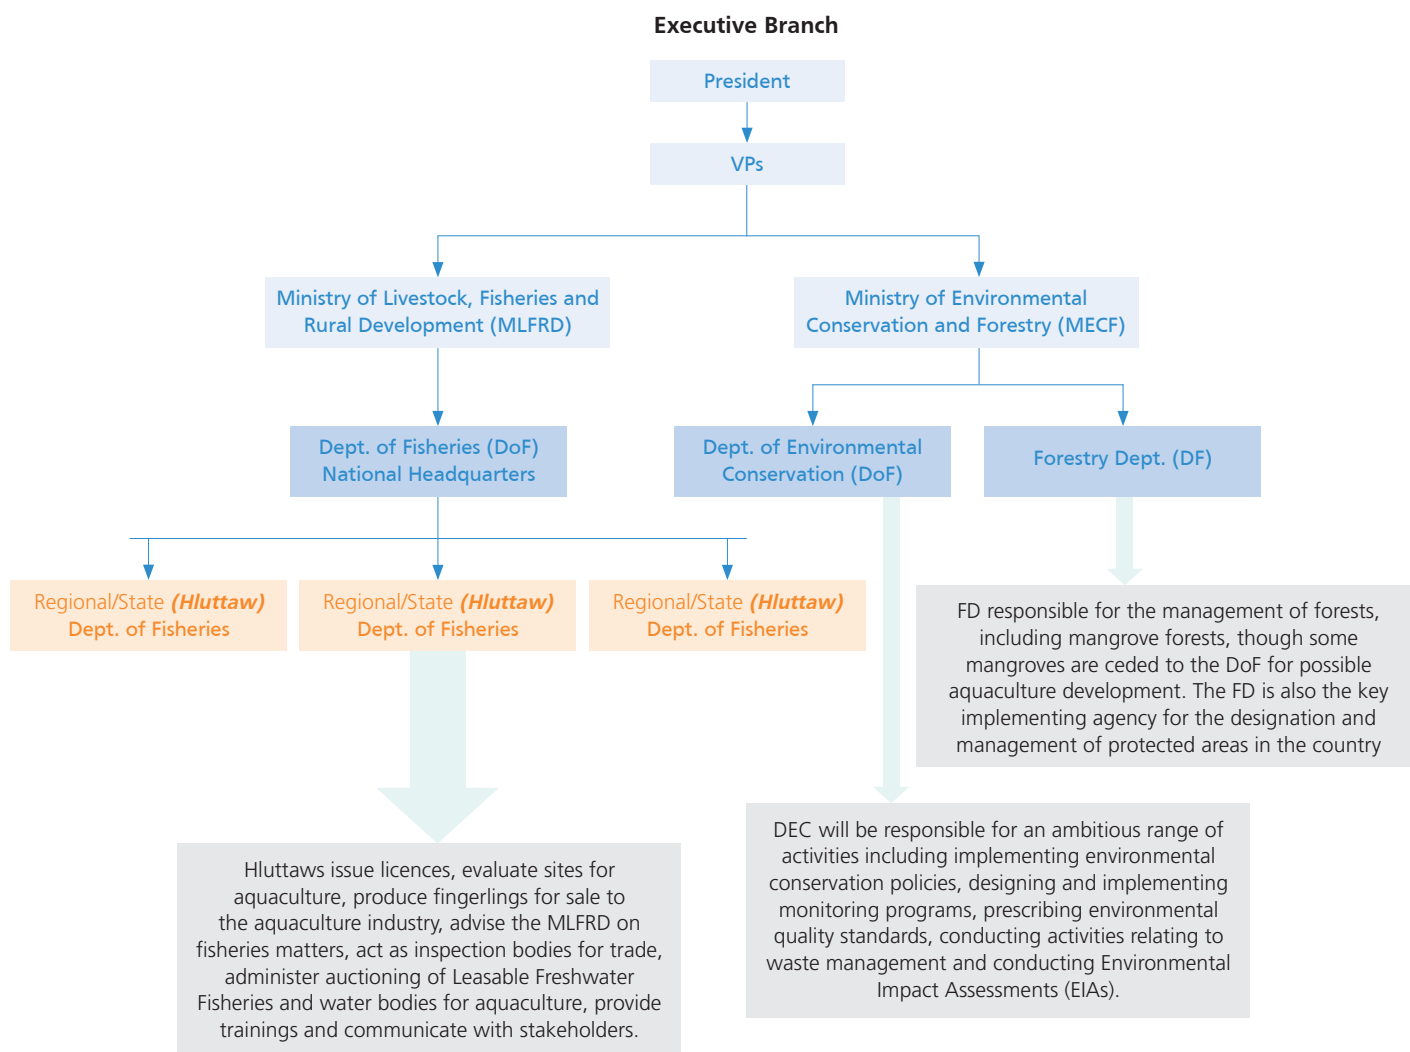 Executive Branch
President
VPs
Ministry of Livestock, Fisheries and
Rural Development (MLFRD)
Ministry of Environmental
Conservation and Forestry (MECF)
Dept. of Fisheries (DoF)
National Headquarters
Dept. of Environmental
Conservation (DoF)
Forestry Dept. (DF)
Regional/State (Hluttaw)
Dept. of Fisheries
Regional/State (Hluttaw)
Dept. of Fisheries
Regional/State (Hluttaw)
Dept. of Fisheries
FD responsible for the management of forests,
including mangrove forests, though some
mangroves are ceded to the DoF for possible
aquaculture development. The FD is also the key
implementing agency for the designation and
management of protected areas in the country
DEC will be responsible for an ambitious range of
activities including implementing environmental
conservation policies, designing and implementing
monitoring programs, prescribing environmental
quality standards, conducting activities relating to
waste management and conducting Environmental
Impact Assessments (EIAs).
Hluttaws issue licences, evaluate sites for
aquaculture, produce fingerlings for sale to
the aquaculture industry, advise the MLFRD on
fisheries matters, act as inspection bodies for trade,
administer auctioning of Leasable Freshwater
Fisheries and water bodies for aquaculture, provide
trainings and communicate with stakeholders.